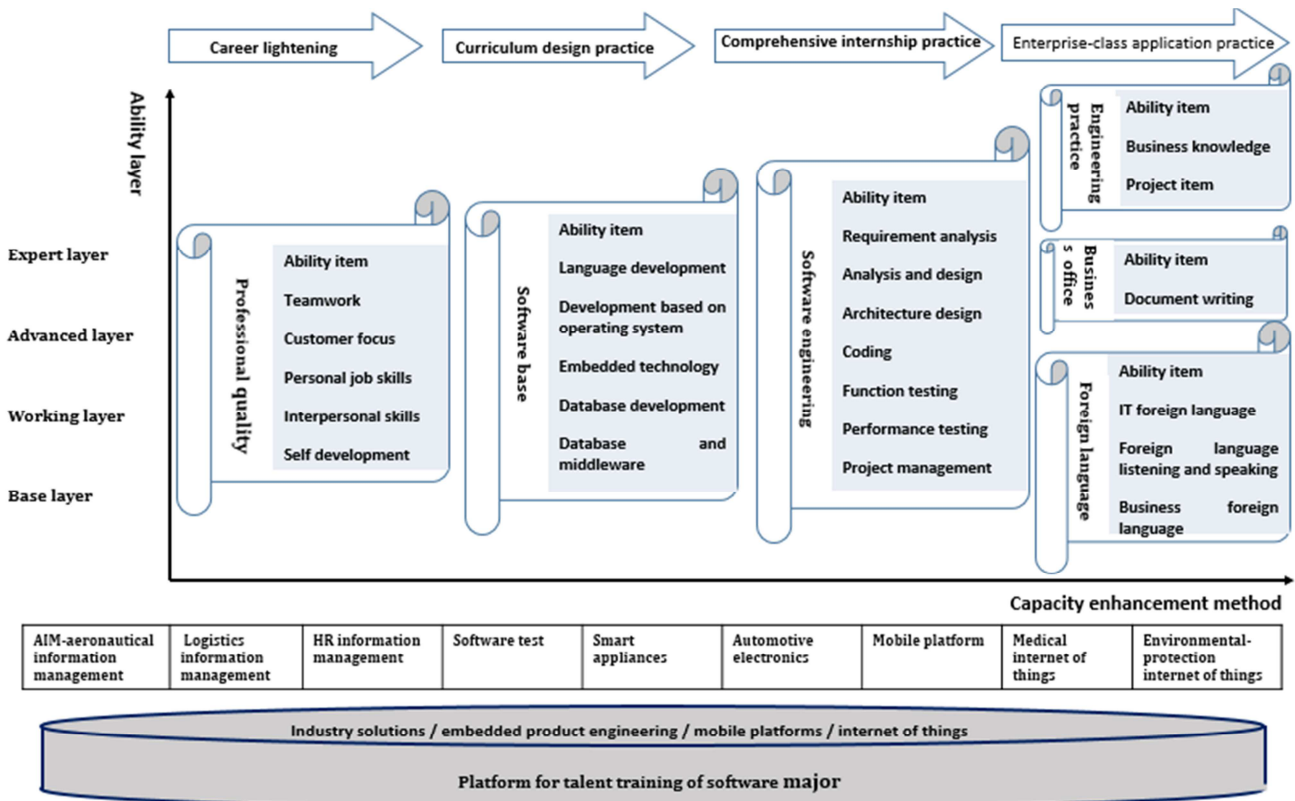 Career lightening
Curriculum design practice
Comprehensive internship practice
Enterprise-class application practice
Ability layer
Expert layer
Advanced layer
Working layer
Base layer
Professional quality
Ability item
Teamwork
Customer focus
Personal job skills
Interpersonal skills
Self development
Software base
Ability item
Language development
Development based on
operating system
Embedded technology
Database development
Database and
middleware
Software engineering
Ability item
Requirement analysis
Analysis and design
Architecture design
Coding
Function testing
Performance testing
Project management
Engineering
practice
Ability item
Business knowledge
Project item
Busines
s office
Ability item
Document writing
Foreign language
Ability item
IT foreign language
Foreign language
listening and speaking
Business foreign
language
Capacity enhancement method
AIM-aeronautical
information
management
Logistics
information
management
HR information
management
Software test
Smart
appliances
Automotive
electronics
Mobile platform
Medical
internet of
things
Environmental-
protection
internet of things
Industry solutions / embedded product engineering / mobile platforms / internet of things
Platform for talent training of software major